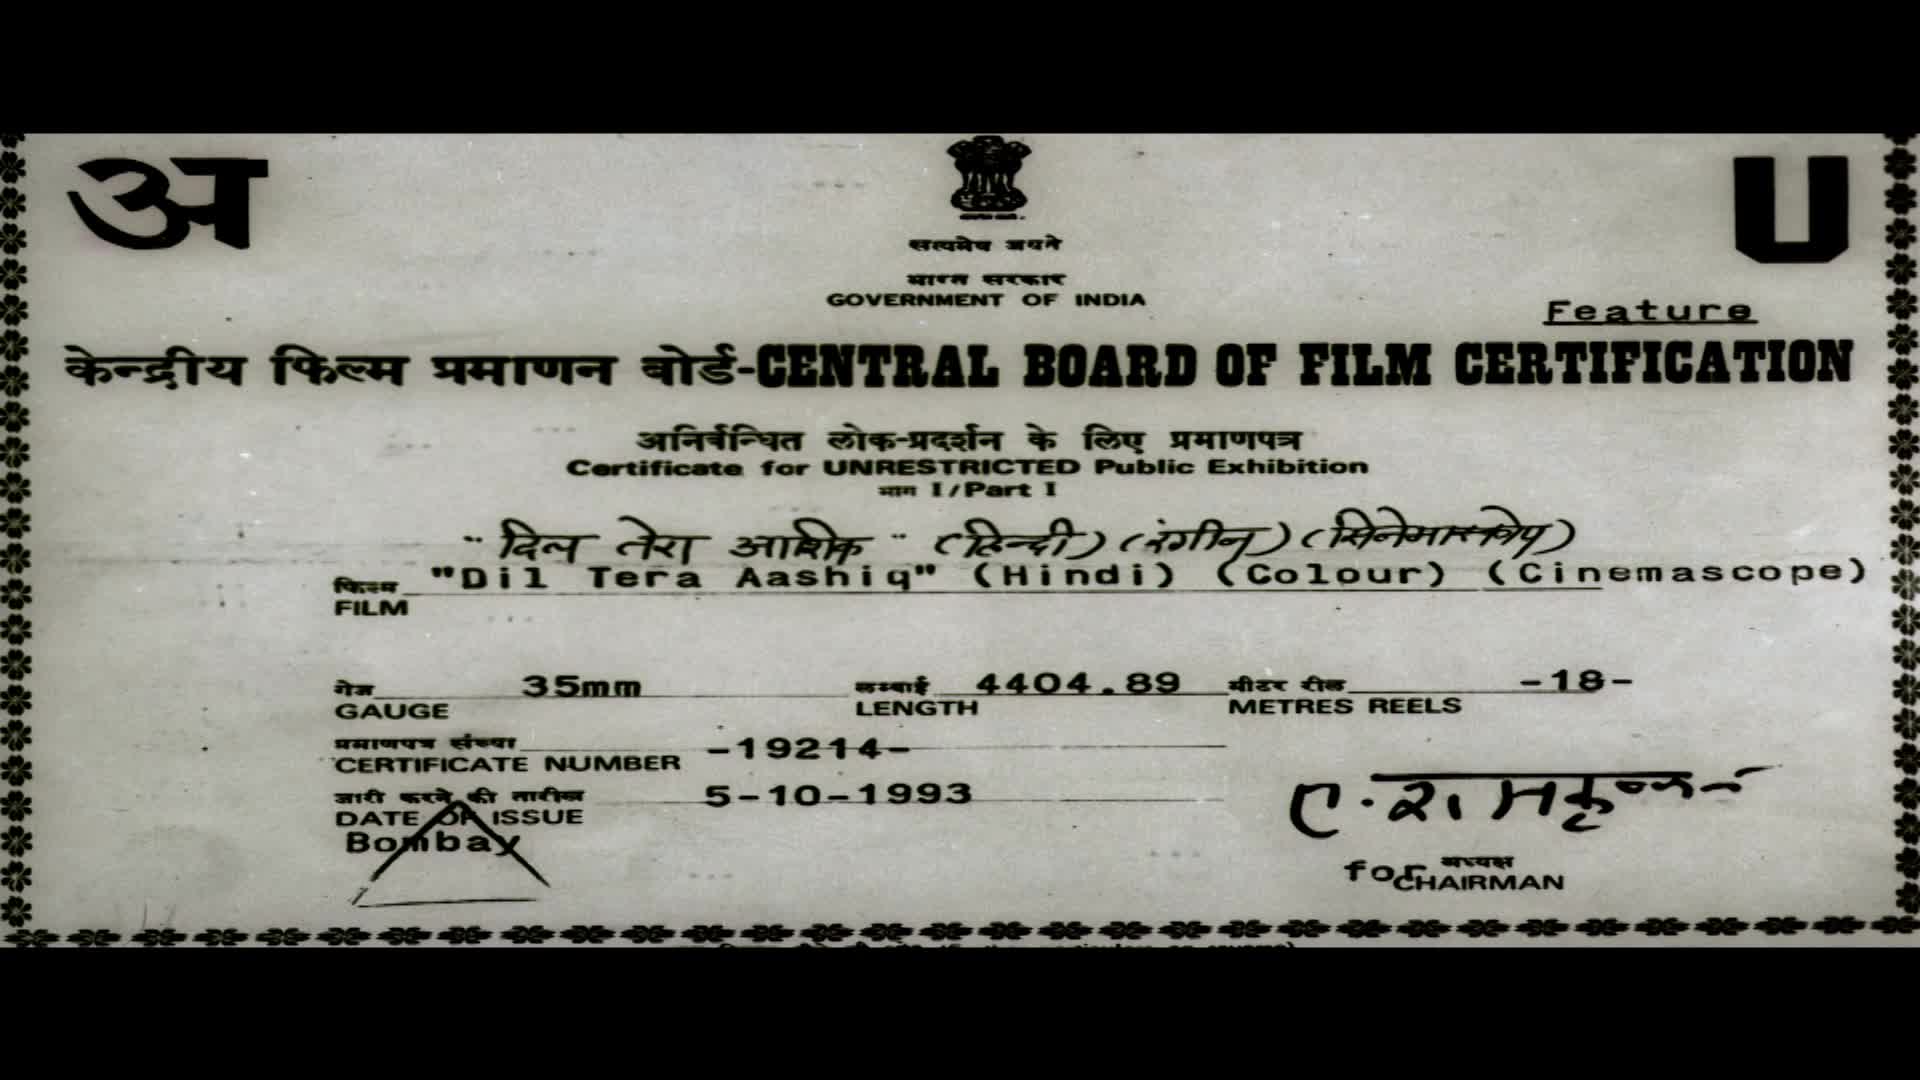 अ
U
सत्यमेव जयते
भारत सरकार
GOVERNMENT OF INDIA
Feature
केन्द्रीय फिल्म प्रमाणन बोर्ड-CENTRAL BOARD OF FILM CERTIFICATION
अनिर्बन्धित लोक-प्रदर्शन के लिए प्रमाणपत्र
Certificate for UNRESTRICTED Public Exhibition
भाग I/Part I
"दिल तेरा आशिक" (हिन्दी) (रंगीन) (सिनेमास्कोप)
फिल्म "Dil Tera Aashiq" (Hindi) (Colour) (Cinemascope)
FILM
गेज 35mm लम्बाई 4404.89 मीटर रील -18-
GAUGE LENGTH METRES REELS
प्रमाणपत्र संख्या -19214-
CERTIFICATE NUMBER
जारी करने की तारीख 5-10-1993
DATE OF ISSUE
Bombay
ए. रामकृष्णन
for अध्यक्ष
CHAIRMAN